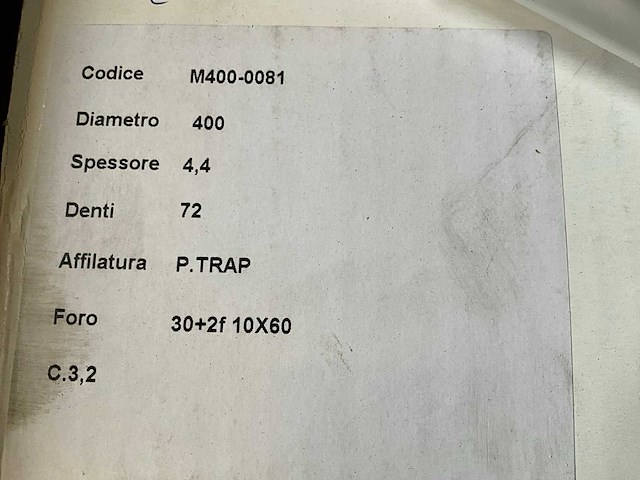 Codice M400-0081
Diametro 400
Spessore 4,4
Denti 72
Affilatura P.TRAP
Foro 30+2f 10X60
C.3,2